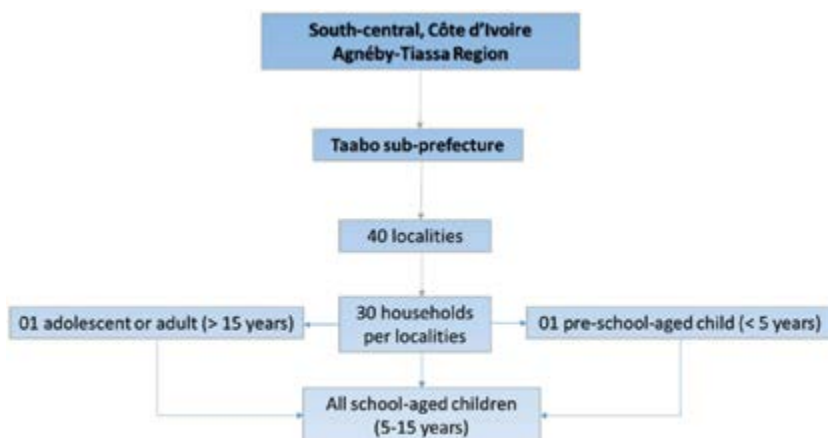 South-central, Côte d'Ivoire
Agnéby-Tiassa Region
Taabo sub-prefecture
40 localities
01 adolescent or adult (> 15 years)
30 households
per localities
01 pre-school-aged child (< 5 years)
All school-aged children
(5-15 years)